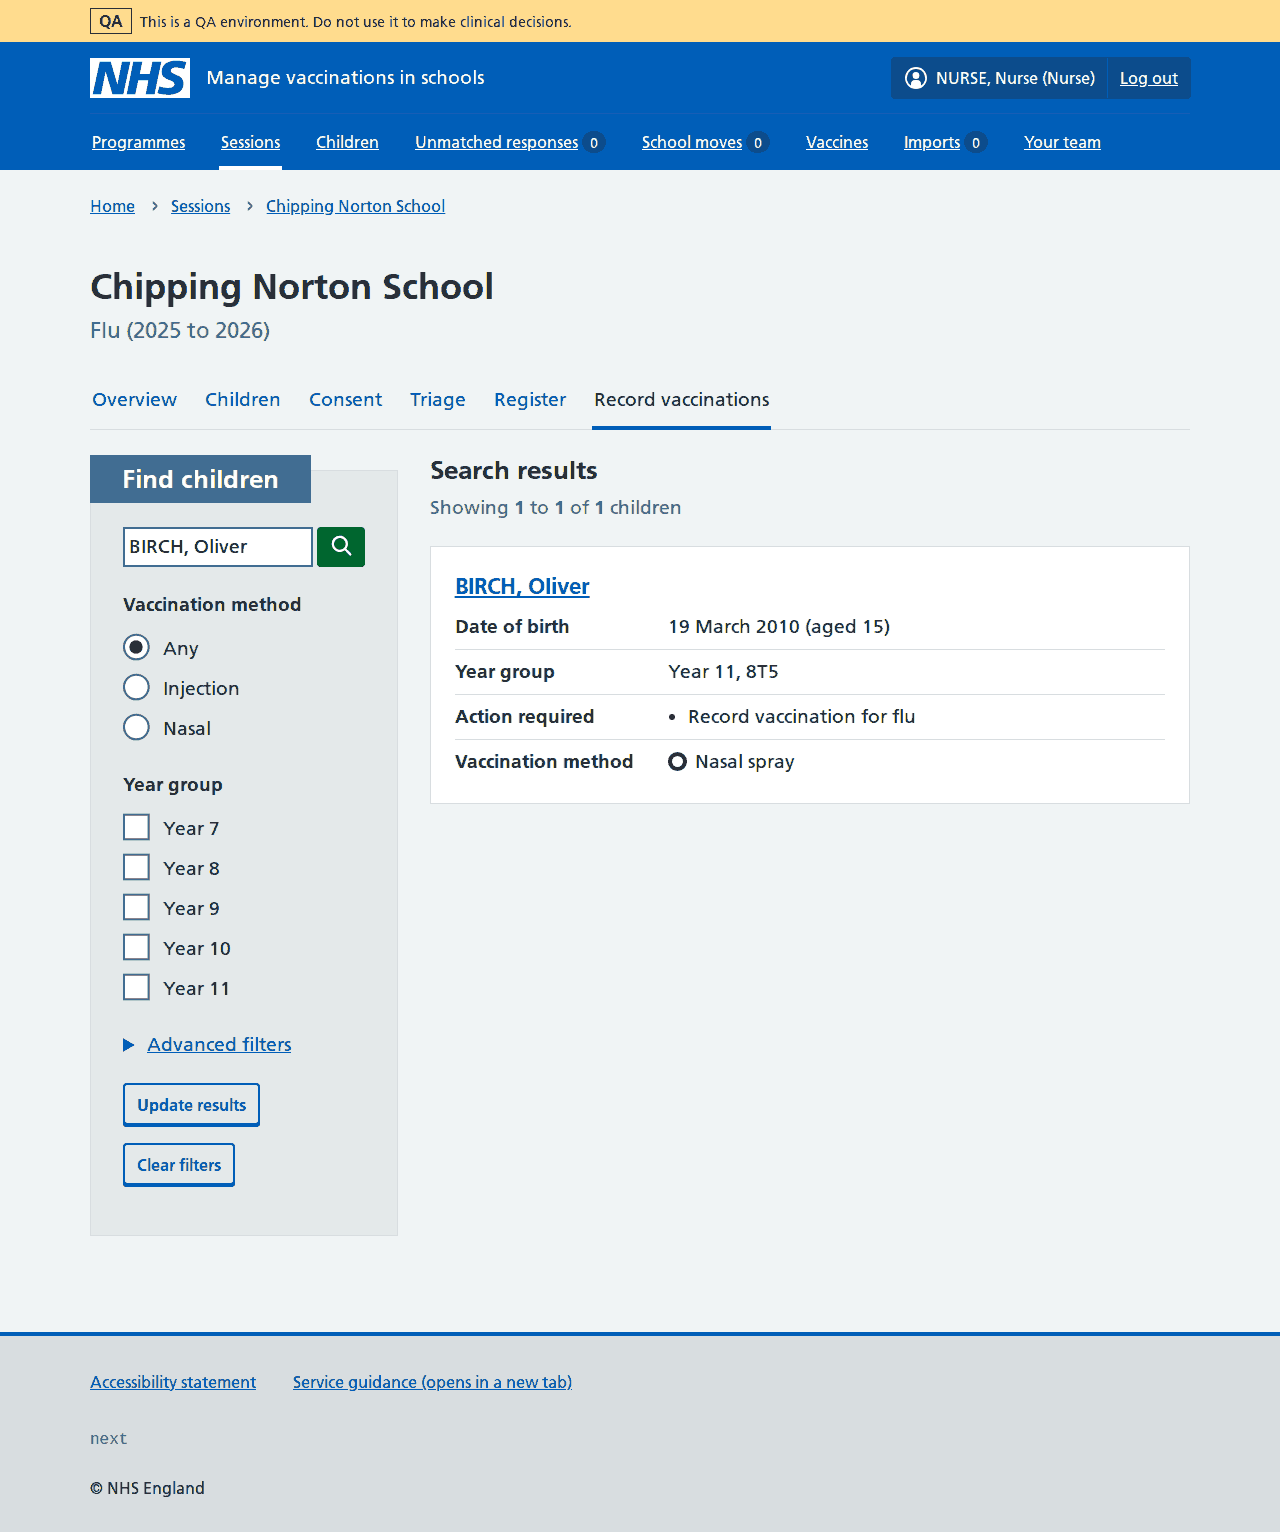 QA This is a QA environment. Do not use it to make clinical decisions.
NHS Manage vaccinations in schools NURSE, Nurse (Nurse) Log out
Programmes Sessions Children Unmatched responses 0 School moves 0 Vaccines Imports 0 Your team
Home Sessions Chipping Norton School
Chipping Norton School
Flu (2025 to 2026)
Overview Children Consent Triage Register Record vaccinations
Find children
BIRCH, Oliver
Vaccination method
Any
Injection
Nasal
Year group
Year 7
Year 8
Year 9
Year 10
Year 11
Advanced filters
Update results
Clear filters
Search results
Showing 1 to 1 of 1 children
BIRCH, Oliver
Date of birth 19 March 2010 (aged 15)
Year group Year 11, 8T5
Action required • Record vaccination for flu
Vaccination method Nasal spray
Accessibility statement Service guidance (opens in a new tab)
next
© NHS England